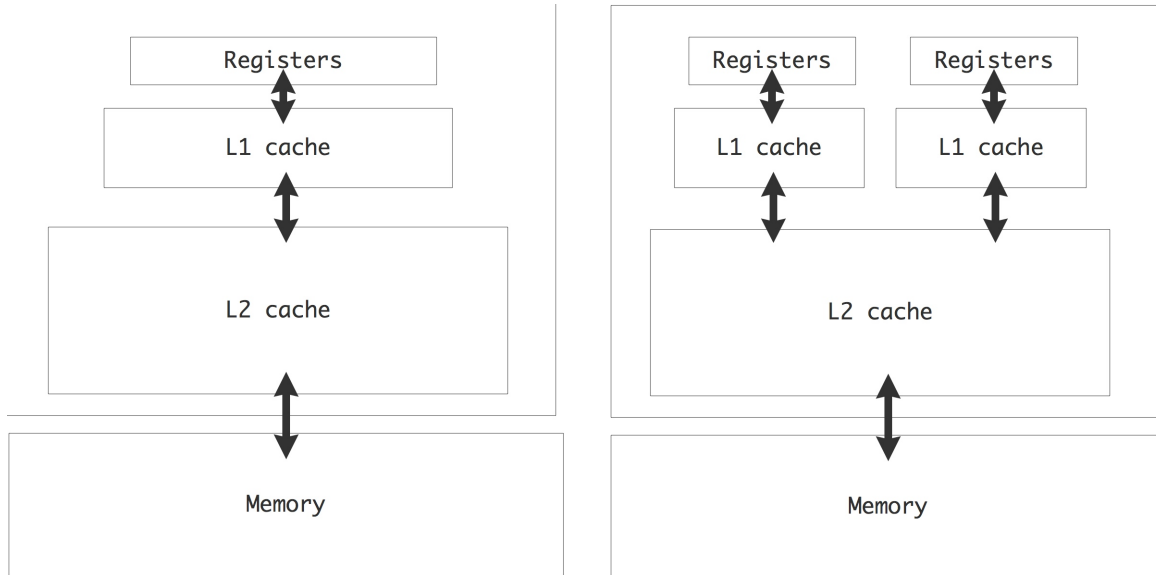 Registers
L1 cache
L2 cache
Memory
Registers
Registers
L1 cache
L1 cache
L2 cache
Memory